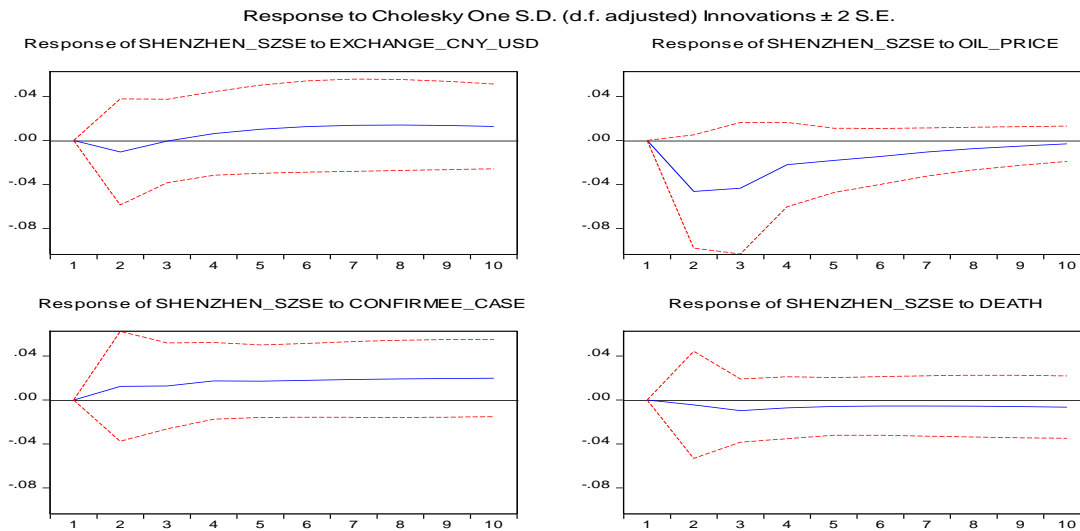 Response to Cholesky One S.D. (d.f. adjusted) Innovations ± 2 S.E.
Response of SHENZHEN_SZSE to EXCHANGE_CNY_USD
.04
.00
-.04
-.08
1 2 3 4 5 6 7 8 9 10
Response of SHENZHEN_SZSE to OIL_PRICE
.04
.00
-.04
-.08
1 2 3 4 5 6 7 8 9 10
Response of SHENZHEN_SZSE to CONFIRMEE_CASE
.04
.00
-.04
-.08
1 2 3 4 5 6 7 8 9 10
Response of SHENZHEN_SZSE to DEATH
.04
.00
-.04
-.08
1 2 3 4 5 6 7 8 9 10